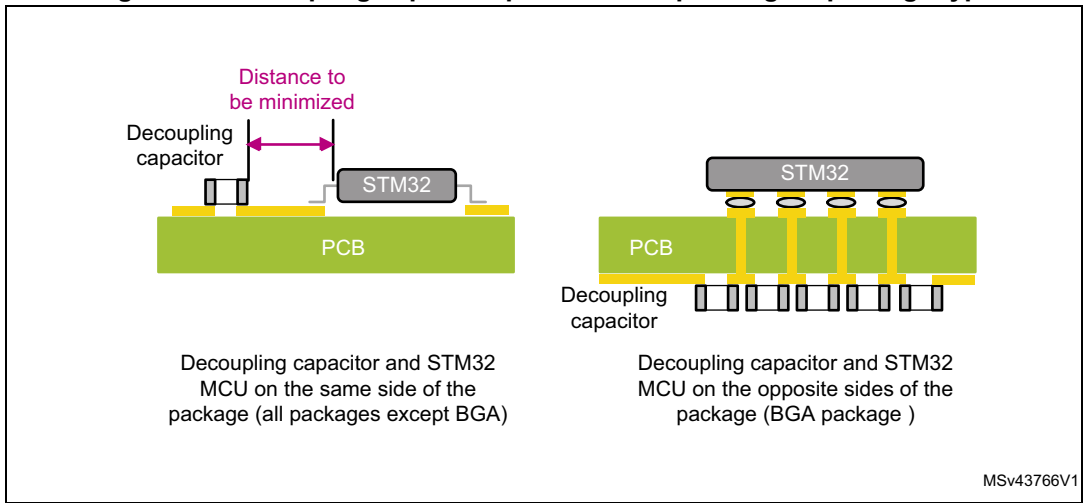 Distance to
be minimized
Decoupling
capacitor
STM32
PCB
Decoupling capacitor and STM32
MCU on the same side of the
package (all packages except BGA)
STM32
PCB
Decoupling
capacitor
Decoupling capacitor and STM32
MCU on the opposite sides of the
package (BGA package )
MSv43766V1